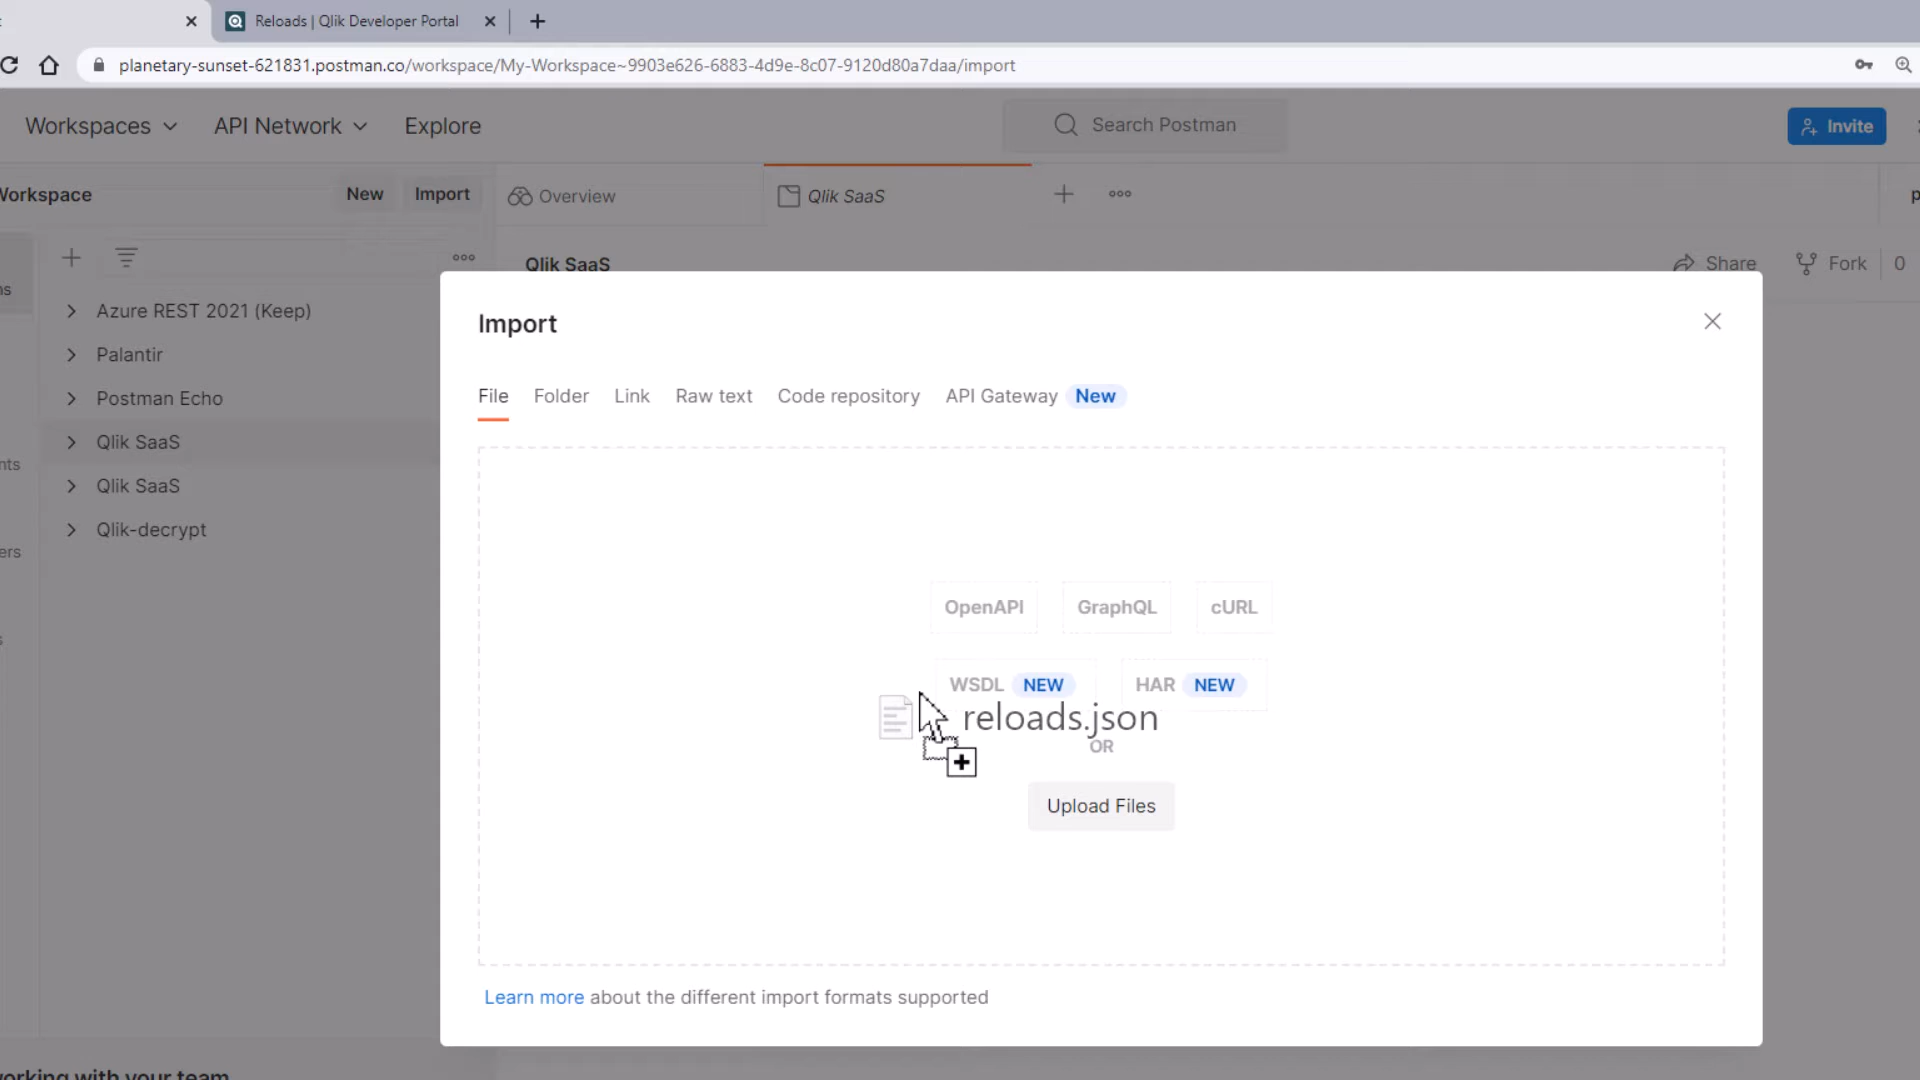 Reloads | Qlik Developer Portal
planetary-sunset-621831.postman.co/workspace/My-Workspace~9903e626-6883-4d9e-8c07-9120d80a7daa/import
Workspaces API Network Explore Search Postman Invite
Workspace New Import Overview Qlik SaaS
Qlik SaaS Share Fork 0
Azure REST 2021 (Keep)
Palantir
Postman Echo
Qlik SaaS
Qlik SaaS
Qlik-decrypt
Import
File Folder Link Raw text Code repository API Gateway New
OpenAPI GraphQL cURL
WSDL NEW HAR NEW
reloads.json
OR
Upload Files
Learn more about the different import formats supported
working with your team